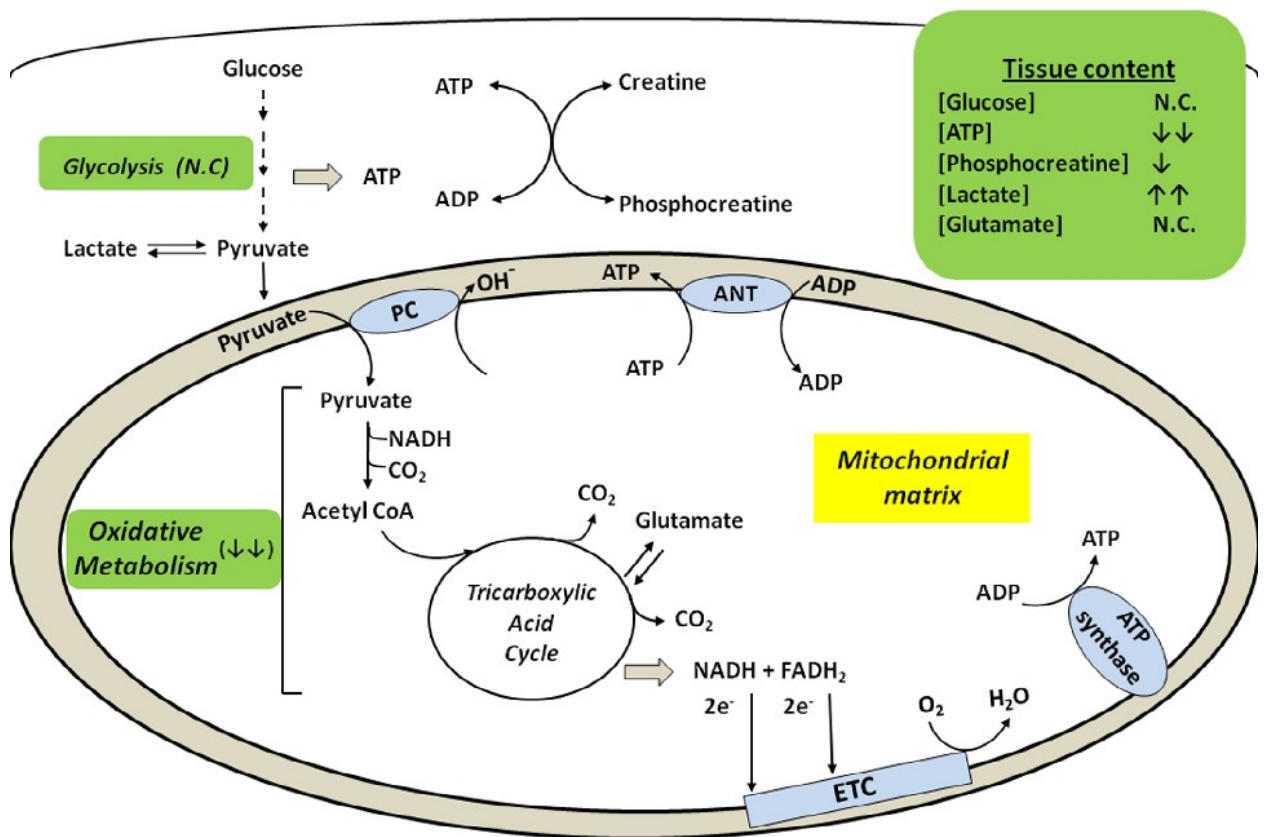 Glucose
Glycolysis (N.C)
ATP
Lactate
Pyruvate
ATP
Creatine
ADP
Phosphocreatine
Tissue content
[Glucose] N.C.
[ATP] ↓↓
[Phosphocreatine] ↓
[Lactate] ↑↑
[Glutamate] N.C.
Pyruvate
PC
OH⁻
ATP
ANT
ADP
ATP
ADP
Pyruvate
NADH
CO₂
Acetyl CoA
Oxidative
Metabolism (↓↓)
CO₂
Glutamate
Tricarboxylic
Acid
Cycle
CO₂
NADH + FADH₂
2e⁻ 2e⁻
Mitochondrial
matrix
ADP
ATP
ATP
synthase
O₂
H₂O
ETC